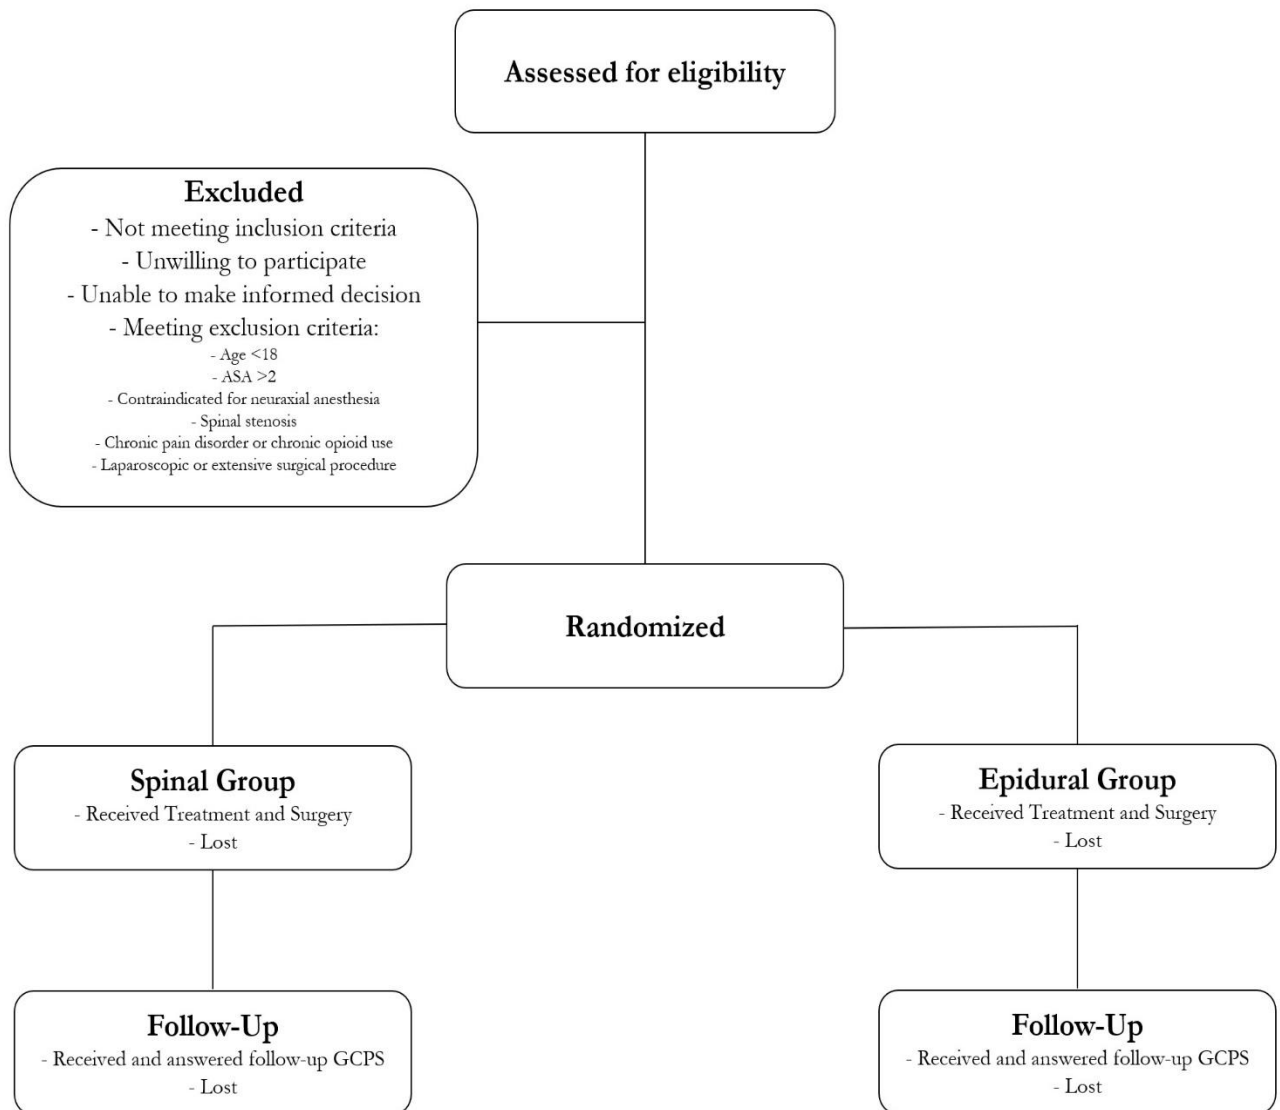 Assessed for eligibility
Excluded
- Not meeting inclusion criteria
- Unwilling to participate
- Unable to make informed decision
- Meeting exclusion criteria:
- Age <18
- ASA >2
- Contraindicated for neuraxial anesthesia
- Spinal stenosis
- Chronic pain disorder or chronic opioid use
- Laparoscopic or extensive surgical procedure
Randomized
Spinal Group
- Received Treatment and Surgery
- Lost
Epidural Group
- Received Treatment and Surgery
- Lost
Follow-Up
- Received and answered follow-up GCPS
- Lost
Follow-Up
- Received and answered follow-up GCPS
- Lost